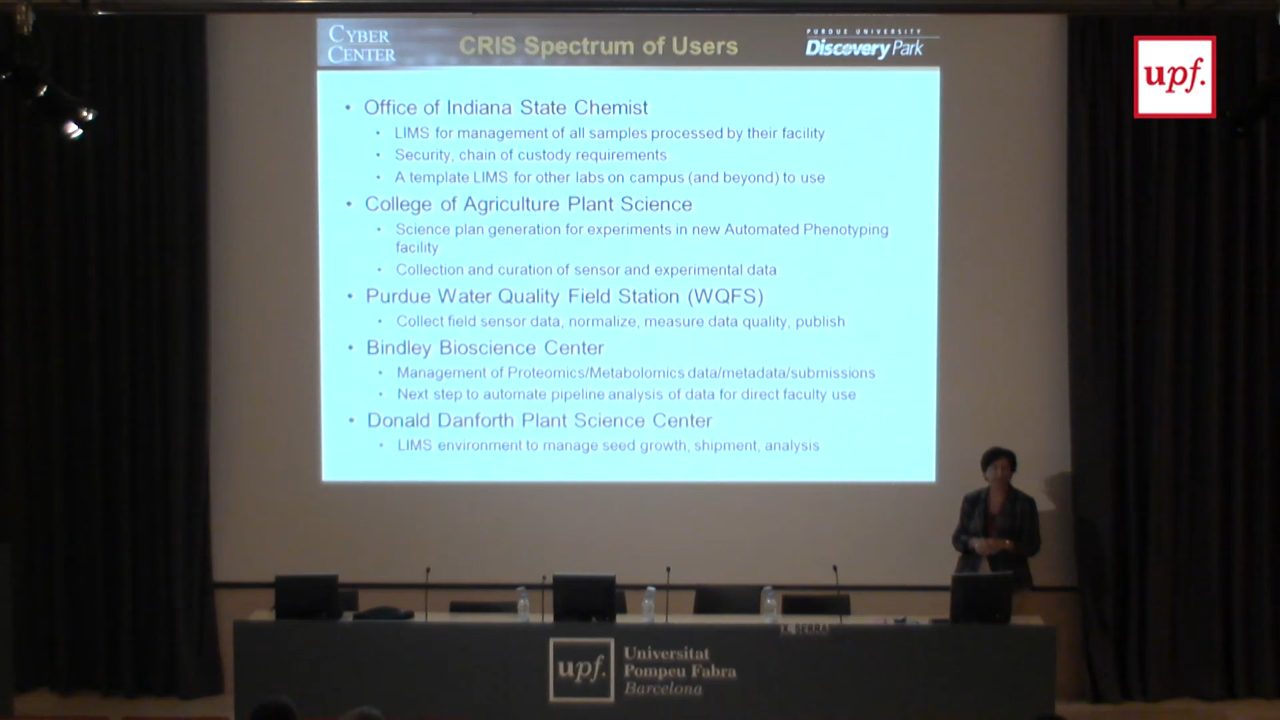 CYBER
CENTER
CRIS Spectrum of Users
PURDUE UNIVERSITY
Discovery Park
upf.
• Office of Indiana State Chemist
• LIMS for management of all samples processed by their facility
• Security, chain of custody requirements
• A template LIMS for other labs on campus (and beyond) to use
• College of Agriculture Plant Science
• Science plan generation for experiments in new Automated Phenotyping
facility
• Collection and curation of sensor and experimental data
• Purdue Water Quality Field Station (WQFS)
• Collect field sensor data, normalize, measure data quality, publish
• Bindley Bioscience Center
• Management of Proteomics/Metabolomics data/metadata/submissions
• Next step to automate pipeline analysis of data for direct faculty use
• Donald Danforth Plant Science Center
• LIMS environment to manage seed growth, shipment, analysis
X. SERRA
upf.
Universitat
Pompeu Fabra
Barcelona